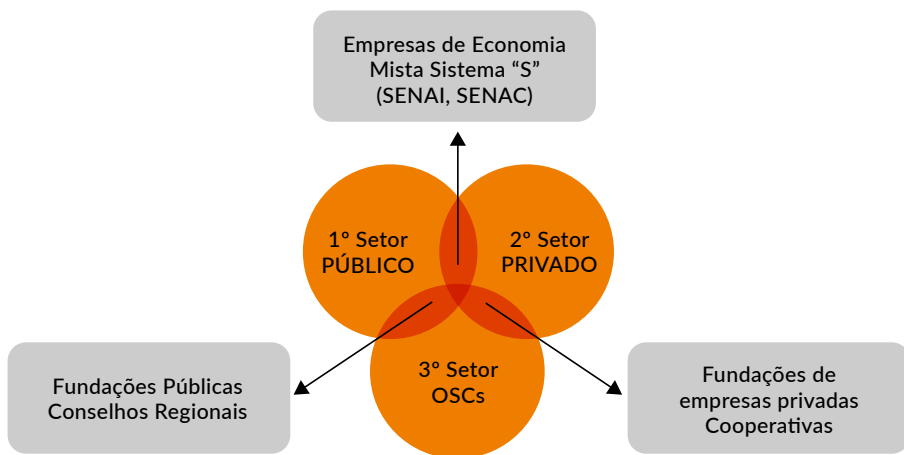 Empresas de Economia
Mista Sistema “S”
(SENAI, SENAC)
1º Setor
PÚBLICO
2º Setor
PRIVADO
3º Setor
OSCs
Fundações Públicas
Conselhos Regionais
Fundações de
empresas privadas
Cooperativas